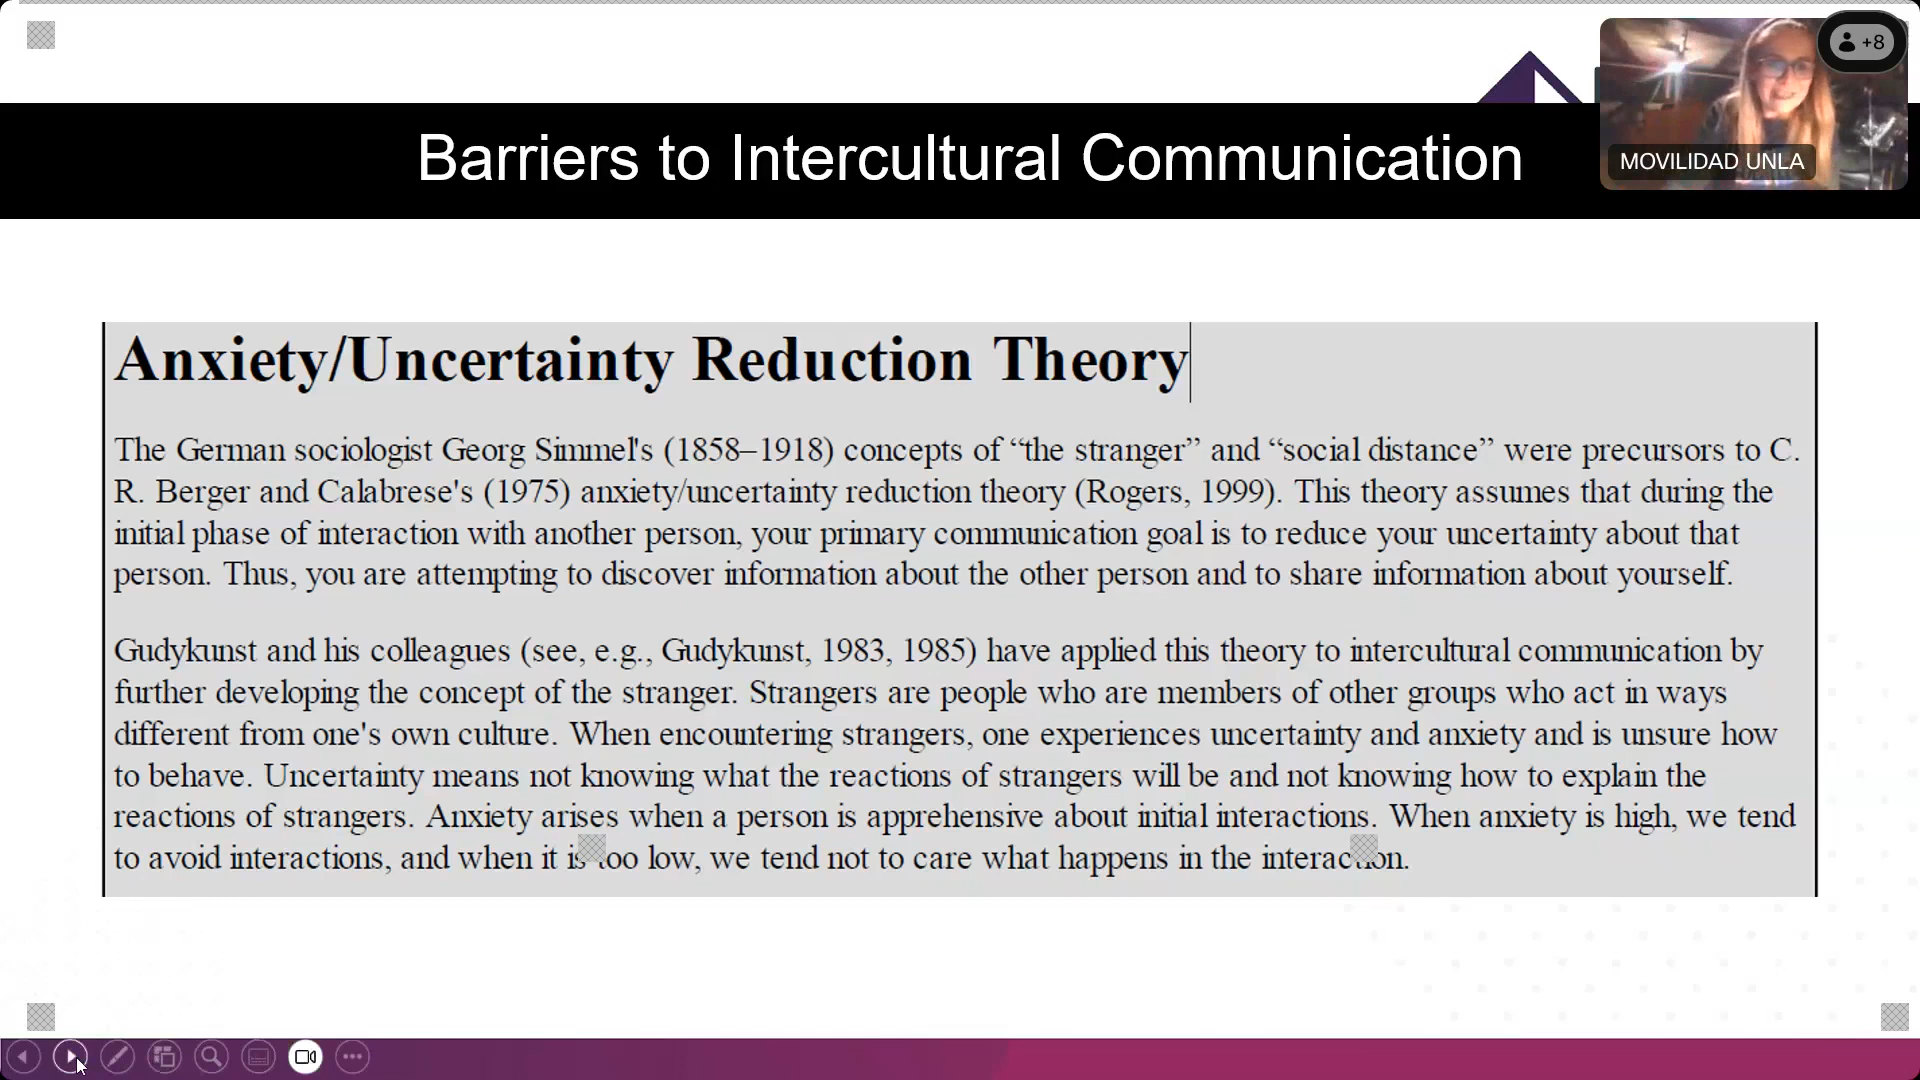 +8
MOVILIDAD UNLA
Barriers to Intercultural Communication
Anxiety/Uncertainty Reduction Theory
The German sociologist Georg Simmel's (1858–1918) concepts of “the stranger” and “social distance” were precursors to C.
R. Berger and Calabrese's (1975) anxiety/uncertainty reduction theory (Rogers, 1999). This theory assumes that during the
initial phase of interaction with another person, your primary communication goal is to reduce your uncertainty about that
person. Thus, you are attempting to discover information about the other person and to share information about yourself.
Gudykunst and his colleagues (see, e.g., Gudykunst, 1983, 1985) have applied this theory to intercultural communication by
further developing the concept of the stranger. Strangers are people who are members of other groups who act in ways
different from one's own culture. When encountering strangers, one experiences uncertainty and anxiety and is unsure how
to behave. Uncertainty means not knowing what the reactions of strangers will be and not knowing how to explain the
reactions of strangers. Anxiety arises when a person is apprehensive about initial interactions. When anxiety is high, we tend
to avoid interactions, and when it is too low, we tend not to care what happens in the interaction.